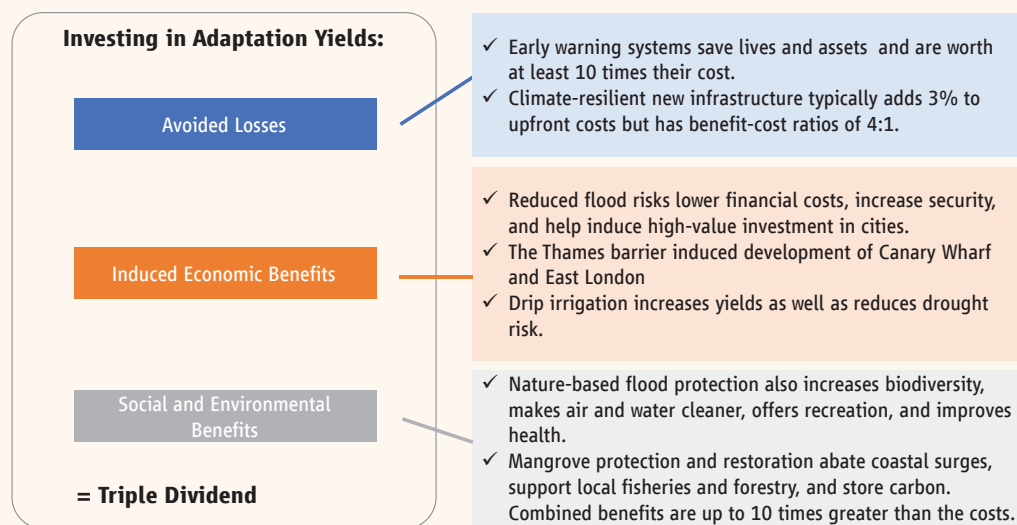 Investing in Adaptation Yields:
Avoided Losses
✓ Early warning systems save lives and assets and are worth
at least 10 times their cost.
✓ Climate-resilient new infrastructure typically adds 3% to
upfront costs but has benefit-cost ratios of 4:1.
Induced Economic Benefits
✓ Reduced flood risks lower financial costs, increase security,
and help induce high-value investment in cities.
✓ The Thames barrier induced development of Canary Wharf
and East London
✓ Drip irrigation increases yields as well as reduces drought
risk.
Social and Environmental
Benefits
✓ Nature-based flood protection also increases biodiversity,
makes air and water cleaner, offers recreation, and improves
health.
✓ Mangrove protection and restoration abate coastal surges,
support local fisheries and forestry, and store carbon.
Combined benefits are up to 10 times greater than the costs.
= Triple Dividend